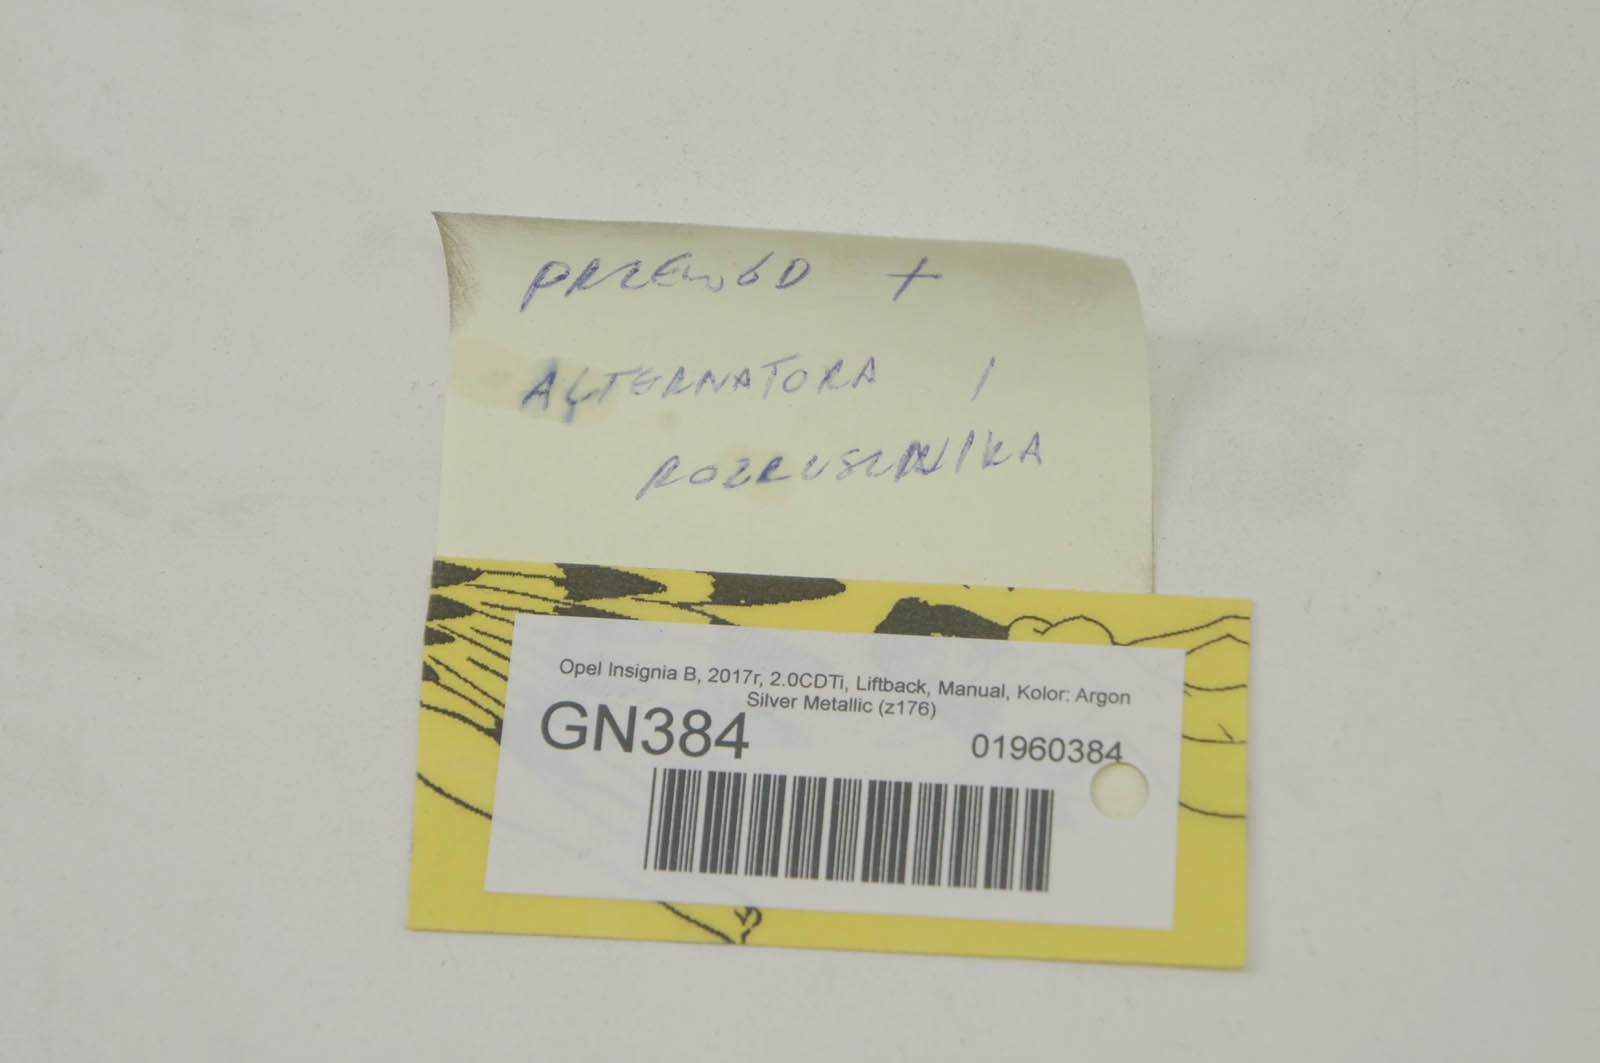 PRZEWÓD +
ALTERNATORA I
ROZRUSZNIKA
Opel Insignia B, 2017r, 2.0CDTi, Liftback, Manual, Kolor: Argon
Silver Metallic (z176)
GN384 01960384